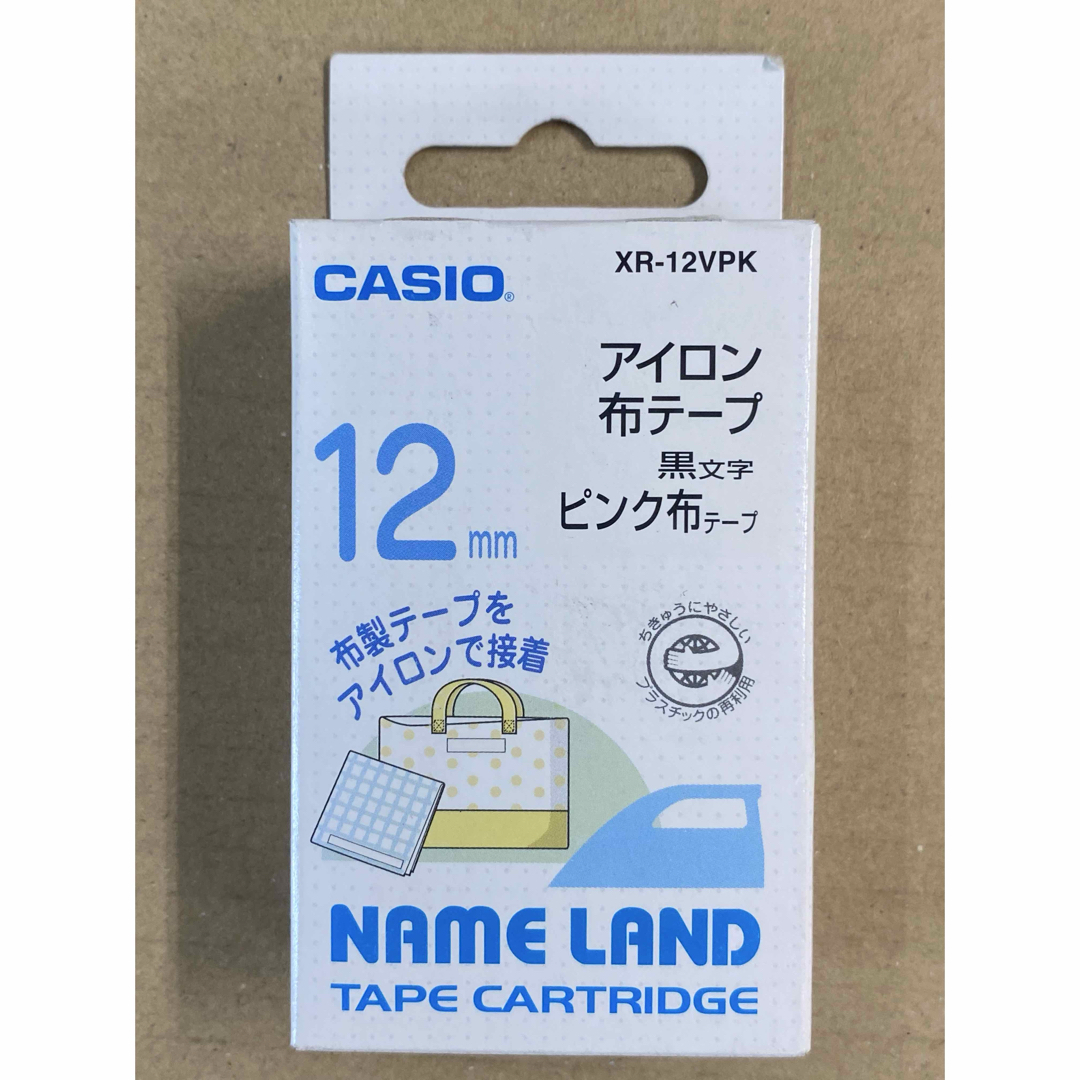 CASIO®
XR-12VPK
アイロン
布テープ
黒文字
ピンク布テープ
12mm
布製テープを
アイロンで接着
ちきゅうにやさしい
プラスチックの再利用
NAME LAND
TAPE CARTRIDGE